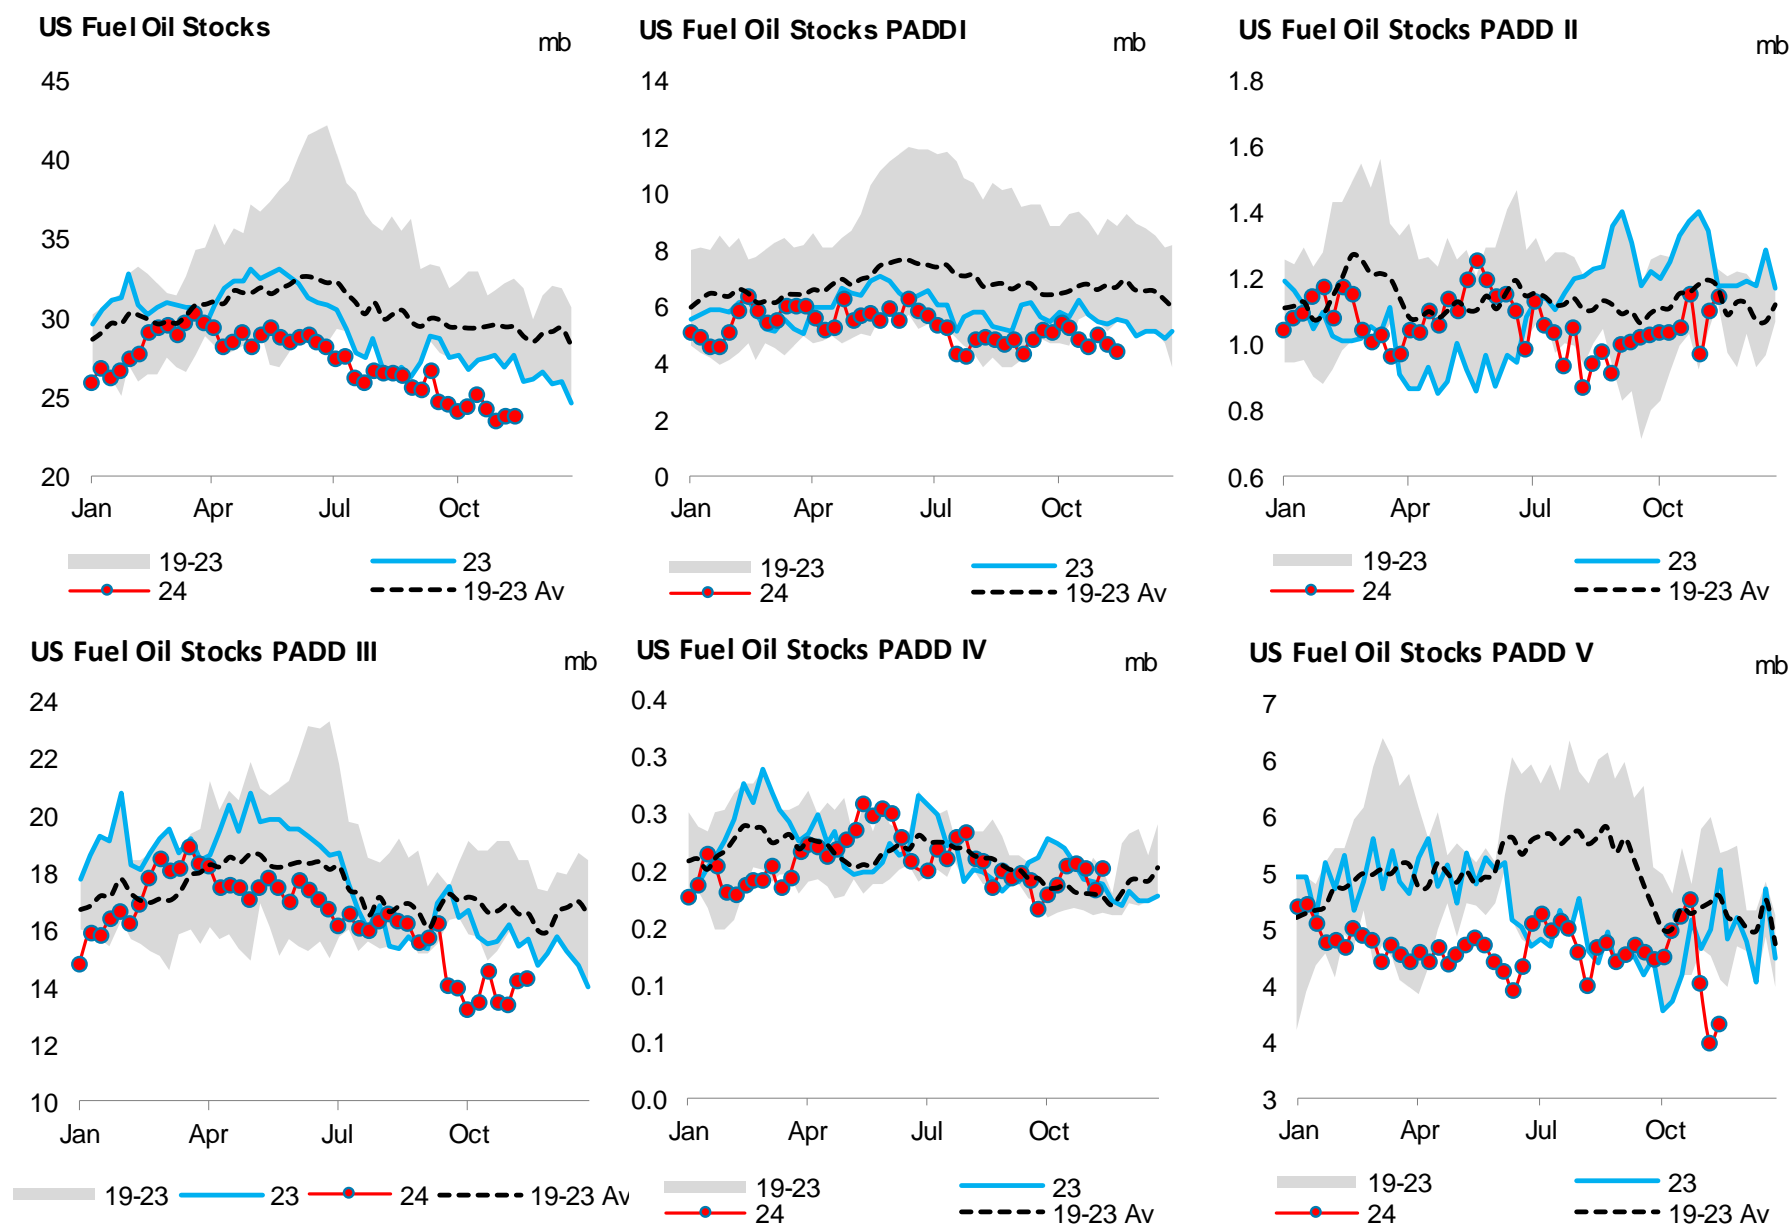 US Fuel Oil Stocks
mb
45
40
35
30
25
20
Jan Apr Jul Oct
19-23 23
24 19-23 Av
US Fuel Oil Stocks PADDI
mb
14
12
10
8
6
4
2
0
Jan Apr Jul Oct
19-23 23
24 19-23 Av
US Fuel Oil Stocks PADD II
mb
1.8
1.6
1.4
1.2
1.0
0.8
0.6
Jan Apr Jul Oct
19-23 23
24 19-23 Av
US Fuel Oil Stocks PADD III
mb
24
22
20
18
16
14
12
10
Jan Apr Jul Oct
19-23 23 24 19-23 Av
US Fuel Oil Stocks PADD IV
mb
0.4
0.3
0.3
0.2
0.2
0.1
0.1
0.0
Jan Apr Jul Oct
19-23 23
24 19-23 Av
US Fuel Oil Stocks PADD V
mb
7
6
6
5
5
4
4
3
Jan Apr Jul Oct
19-23 23
24 19-23 Av